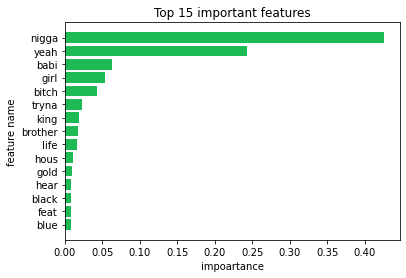 Top 15 important features
feature name
nigga
yeah
babi
girl
bitch
tryna
king
brother
life
hous
gold
hear
black
feat
blue
0.00 0.05 0.10 0.15 0.20 0.25 0.30 0.35 0.40
impoartance